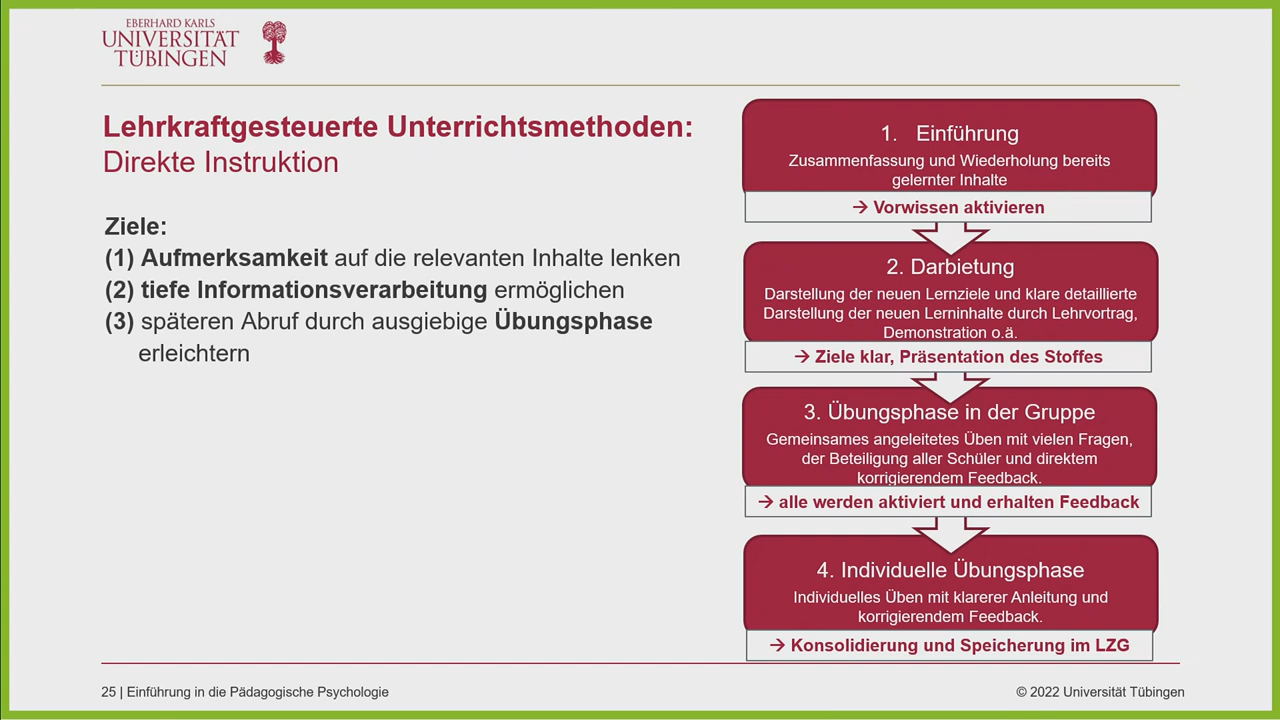 EBERHARD KARLS
UNIVERSITÄT
TÜBINGEN
Lehrkraftgesteuerte Unterrichtsmethoden:
Direkte Instruktion
Ziele:
(1) Aufmerksamkeit auf die relevanten Inhalte lenken
(2) tiefe Informationsverarbeitung ermöglichen
(3) späteren Abruf durch ausgiebige Übungsphase
erleichtern
1. Einführung
Zusammenfassung und Wiederholung bereits
gelernter Inhalte
→ Vorwissen aktivieren
2. Darbietung
Darstellung der neuen Lernziele und klare detaillierte
Darstellung der neuen Lerninhalte durch Lehrvortrag,
Demonstration o.ä.
→ Ziele klar, Präsentation des Stoffes
3. Übungsphase in der Gruppe
Gemeinsames angeleitetes Üben mit vielen Fragen,
der Beteiligung aller Schüler und direktem
korrigierendem Feedback.
→ alle werden aktiviert und erhalten Feedback
4. Individuelle Übungsphase
Individuelles Üben mit klarerer Anleitung und
korrigierendem Feedback.
→ Konsolidierung und Speicherung im LZG
25 | Einführung in die Pädagogische Psychologie
© 2022 Universität Tübingen